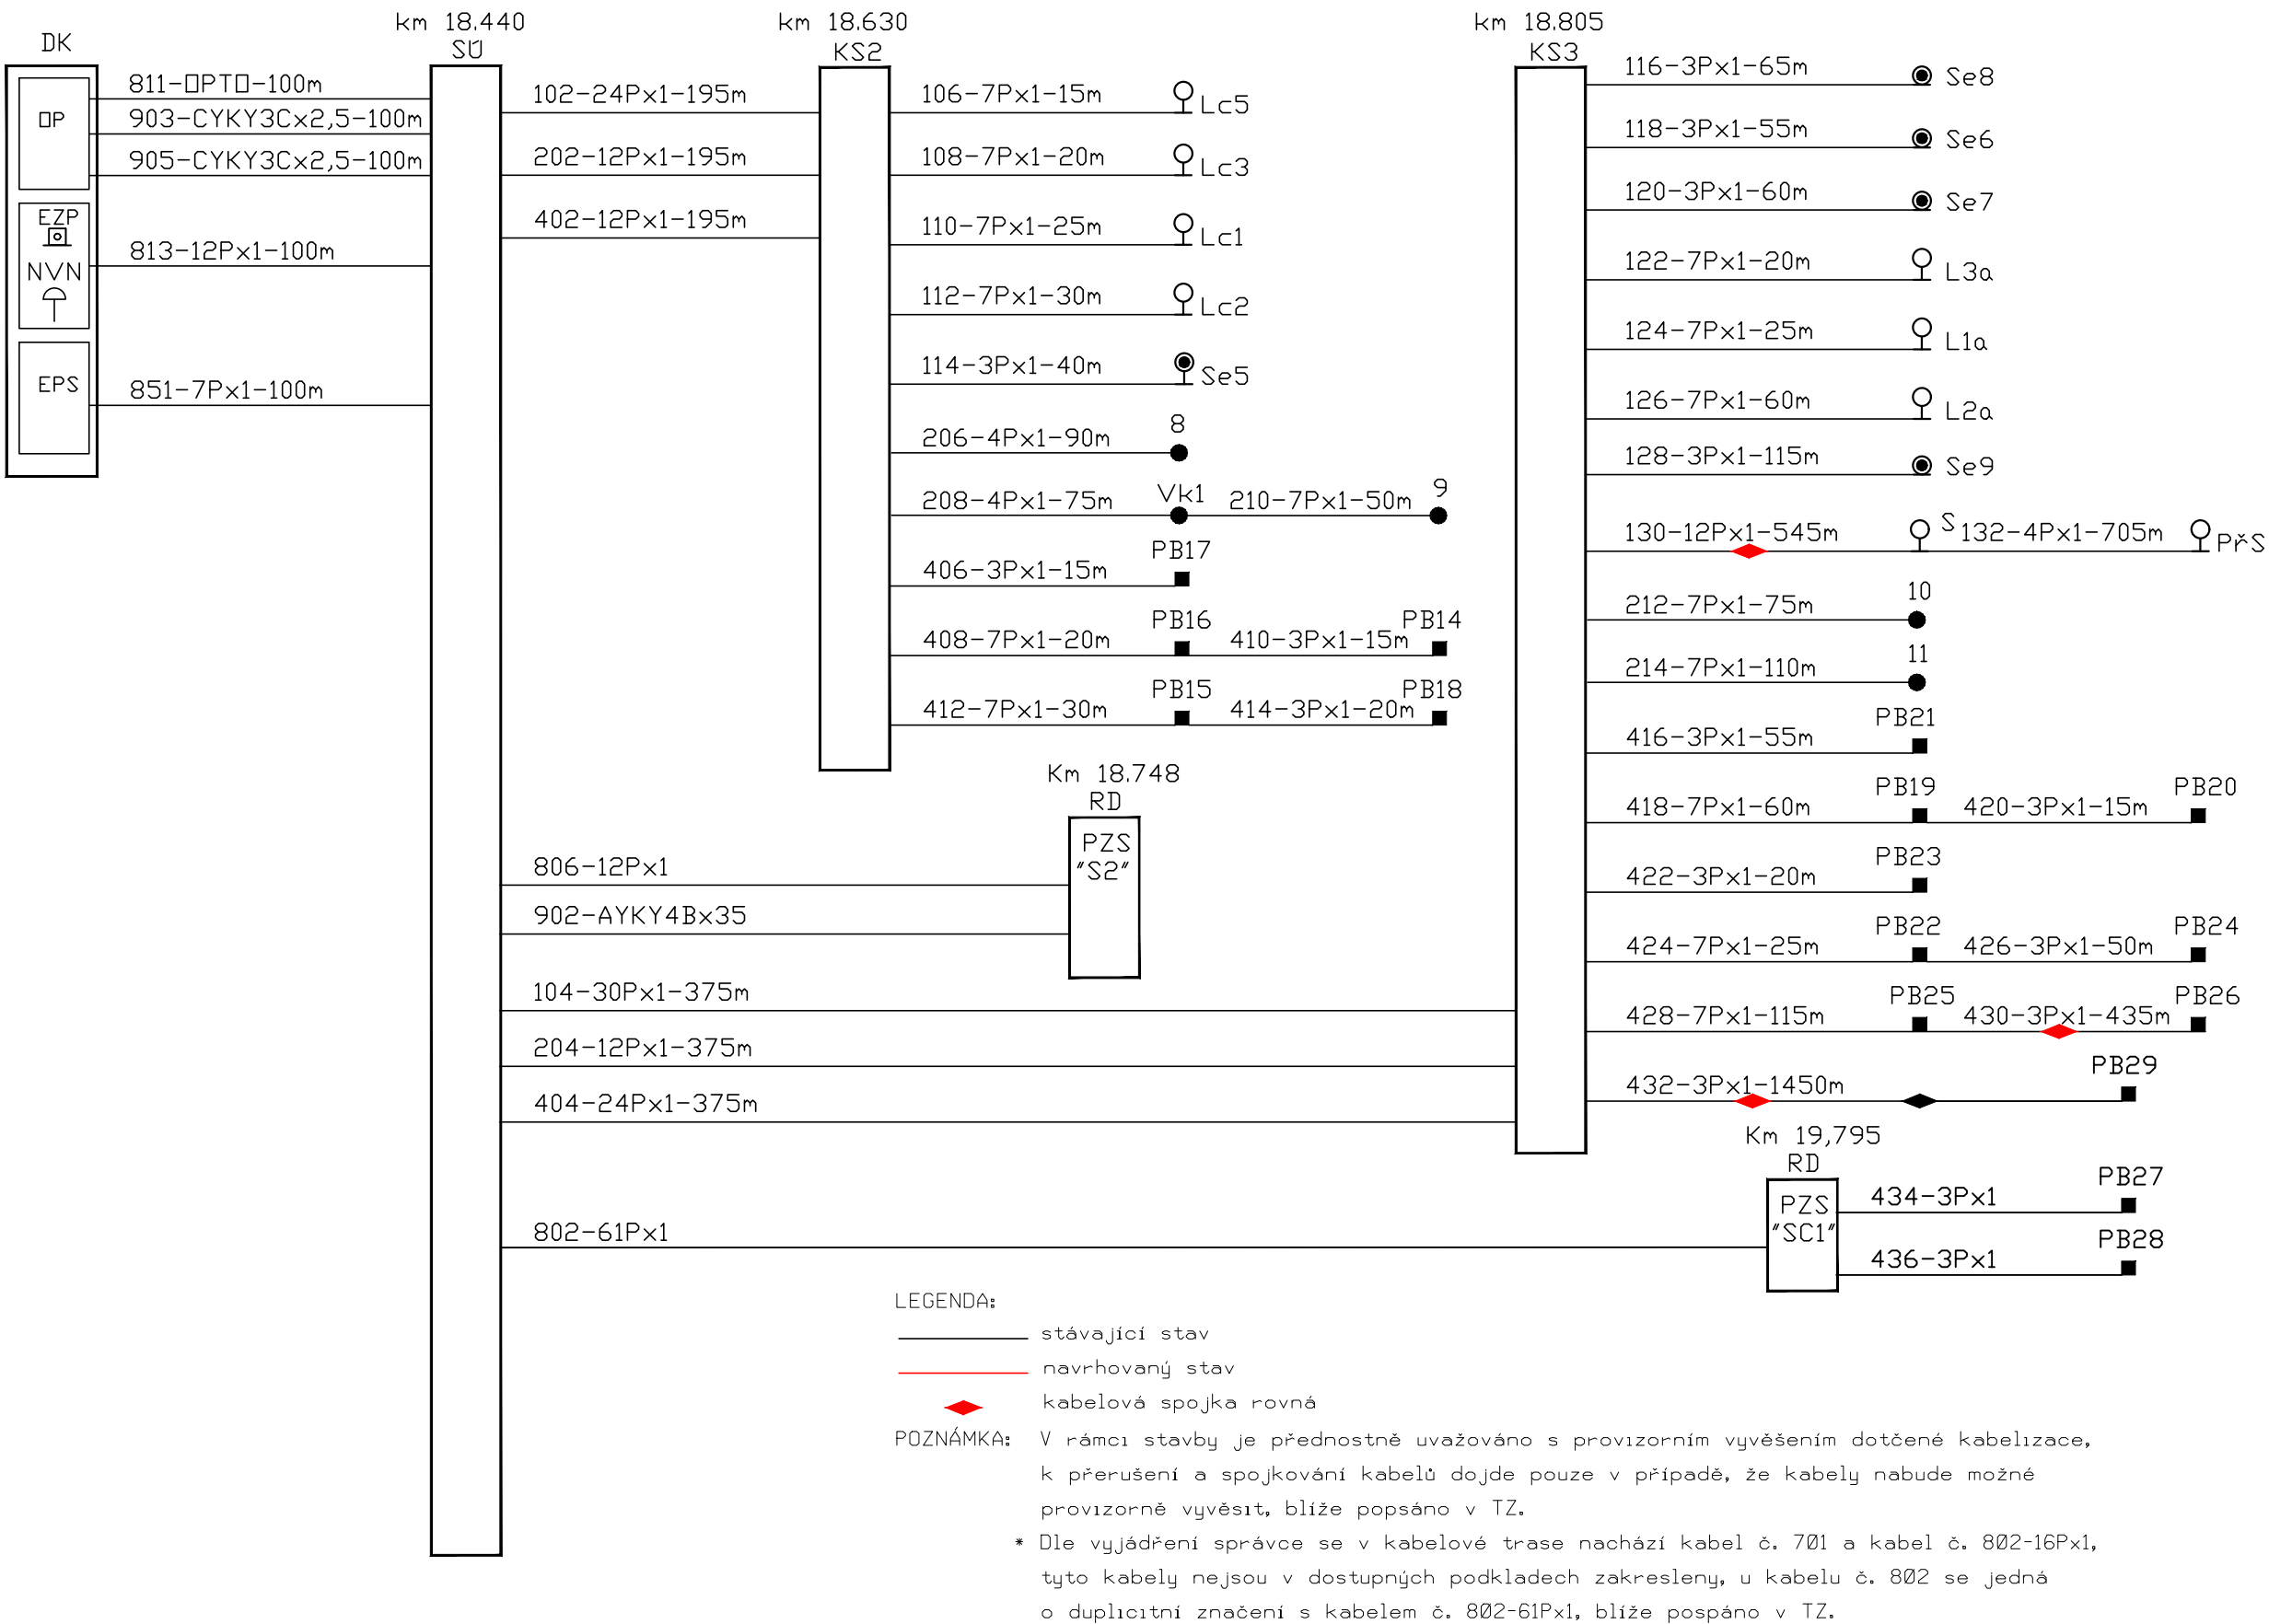 km 18.440
SÚ
km 18.630
KS2
km 18.805
KS3
DK
OP
EZP
NVN
EPS
811-OPTO-100m
903-CYKY3Cx2,5-100m
905-CYKY3Cx2,5-100m
813-12Px1-100m
851-7Px1-100m
102-24Px1-195m
202-12Px1-195m
402-12Px1-195m
106-7Px1-15m Lc5
108-7Px1-20m Lc3
110-7Px1-25m Lc1
112-7Px1-30m Lc2
114-3Px1-40m Se5
206-4Px1-90m 8
208-4Px1-75m Vk1 210-7Px1-50m 9
406-3Px1-15m PB17
408-7Px1-20m PB16 410-3Px1-15m PB14
412-7Px1-30m PB15 414-3Px1-20m PB18
116-3Px1-65m Se8
118-3Px1-55m Se6
120-3Px1-60m Se7
122-7Px1-20m L3a
124-7Px1-25m L1a
126-7Px1-60m L2a
128-3Px1-115m Se9
130-12Px1-545m S 132-4Px1-705m PřS
212-7Px1-75m 10
214-7Px1-110m 11
416-3Px1-55m PB21
418-7Px1-60m PB19 420-3Px1-15m PB20
422-3Px1-20m PB23
424-7Px1-25m PB22 426-3Px1-50m PB24
428-7Px1-115m PB25 430-3Px1-435m PB26
432-3Px1-1450m PB29
Km 18.748
RD
PZS
"S2"
806-12Px1
902-AYKY4Bx35
104-30Px1-375m
204-12Px1-375m
404-24Px1-375m
802-61Px1
Km 19,795
RD
PZS
"SC1"
434-3Px1 PB27
436-3Px1 PB28
LEGENDA:
stávající stav
navrhovaný stav
kabelová spojka rovná
POZNÁMKA: V rámci stavby je přednostně uvažováno s provizorním vyvěšením dotčené kabelizace,
k přerušení a spojkování kabelů dojde pouze v případě, že kabely nabude možné
provizorně vyvěsit, blíže popsáno v TZ.
* Dle vyjádření správce se v kabelové trase nachází kabel č. 701 a kabel č. 802-16Px1,
tyto kabely nejsou v dostupných podkladech zakresleny, u kabelu č. 802 se jedná
o duplicitní značení s kabelem č. 802-61Px1, blíže pospáno v TZ.